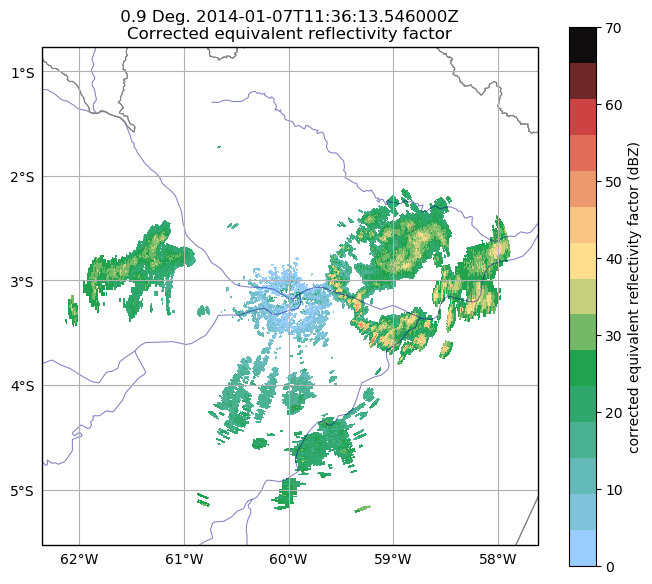 0.9 Deg. 2014-01-07T11:36:13.546000Z
Corrected equivalent reflectivity factor
1°S
2°S
3°S
4°S
5°S
62°W 61°W 60°W 59°W 58°W
70
60
50
40
30
20
10
0
corrected equivalent reflectivity factor (dBZ)